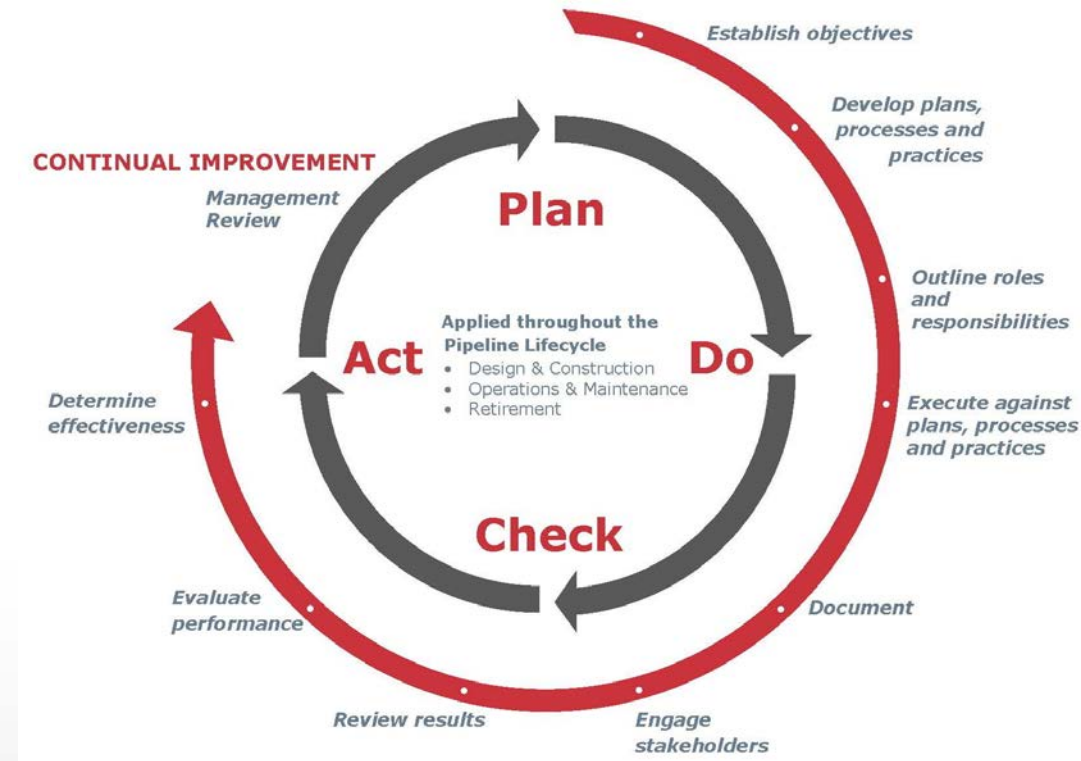 Establish objectives
Develop plans,
processes and
practices
Outline roles
and
responsibilities
Execute against
plans, processes
and practices
Document
Engage
stakeholders
Review results
Evaluate
performance
Determine
effectiveness
CONTINUAL IMPROVEMENT
Management
Review
Plan
Do
Check
Act
Applied throughout the
Pipeline Lifecycle
• Design & Construction
• Operations & Maintenance
• Retirement